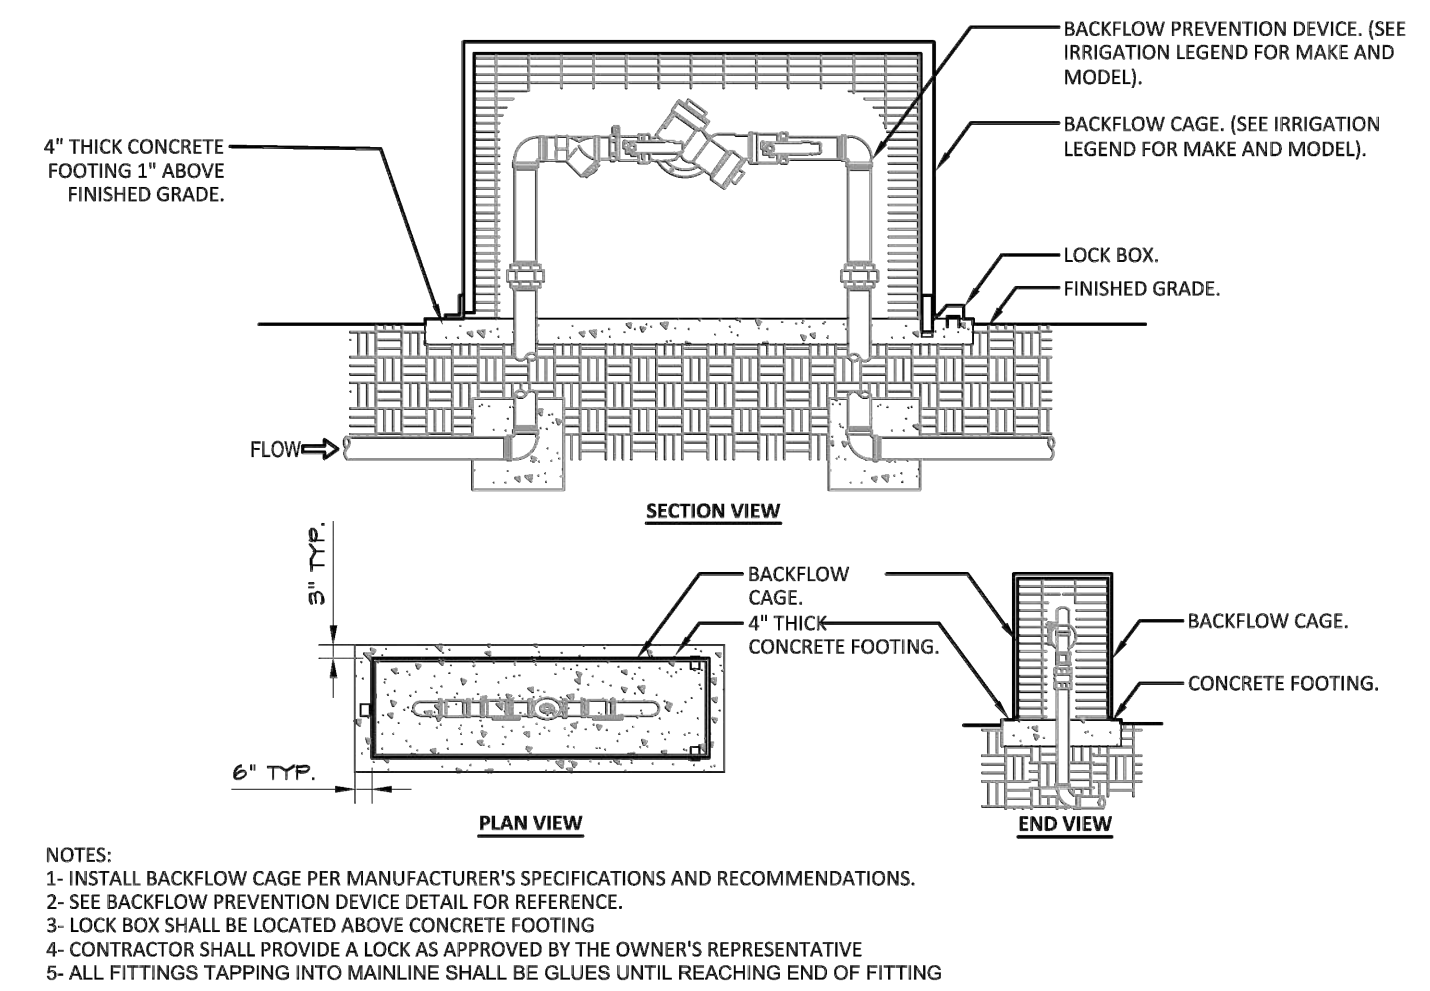 BACKFLOW PREVENTION DEVICE. (SEE
IRRIGATION LEGEND FOR MAKE AND
MODEL).
BACKFLOW CAGE. (SEE IRRIGATION
LEGEND FOR MAKE AND MODEL).
4" THICK CONCRETE
FOOTING 1" ABOVE
FINISHED GRADE.
LOCK BOX.
FINISHED GRADE.
FLOW
SECTION VIEW
3" TYP.
BACKFLOW
CAGE.
4" THICK
CONCRETE FOOTING.
BACKFLOW CAGE.
CONCRETE FOOTING.
6" TYP.
PLAN VIEW
END VIEW
NOTES:
1- INSTALL BACKFLOW CAGE PER MANUFACTURER'S SPECIFICATIONS AND RECOMMENDATIONS.
2- SEE BACKFLOW PREVENTION DEVICE DETAIL FOR REFERENCE.
3- LOCK BOX SHALL BE LOCATED ABOVE CONCRETE FOOTING
4- CONTRACTOR SHALL PROVIDE A LOCK AS APPROVED BY THE OWNER'S REPRESENTATIVE
5- ALL FITTINGS TAPPING INTO MAINLINE SHALL BE GLUES UNTIL REACHING END OF FITTING